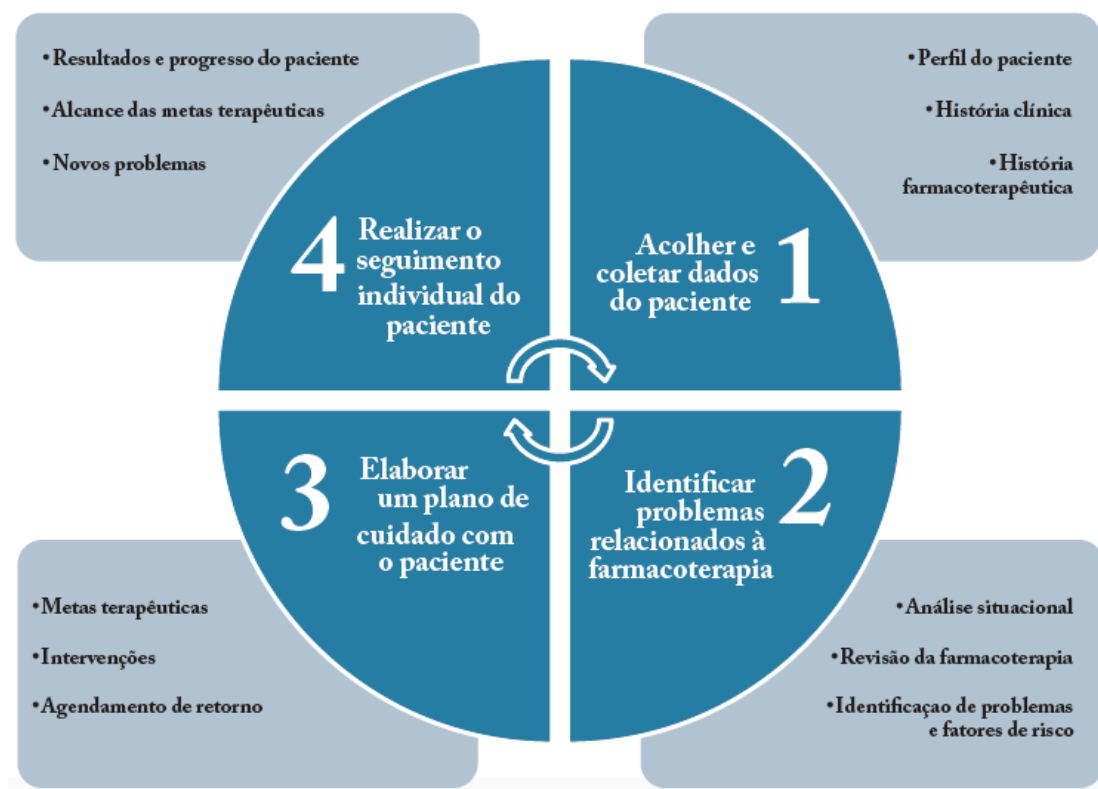 •Resultados e progresso do paciente
•Alcance das metas terapêuticas
•Novos problemas
4
Realizar o
seguimento
individual do
paciente
•Perfil do paciente
•História clínica
•História
farmacoterapêutica
Acolher e
coletar dados
do paciente
1
3
Elaborar
um plano de
cuidado com
o paciente
•Metas terapêuticas
•Intervenções
•Agendamento de retorno
Identificar
problemas
relacionados à
farmacoterapia
2
•Análise situacional
•Revisão da farmacoterapia
•Identificaçao de problemas
e fatores de risco